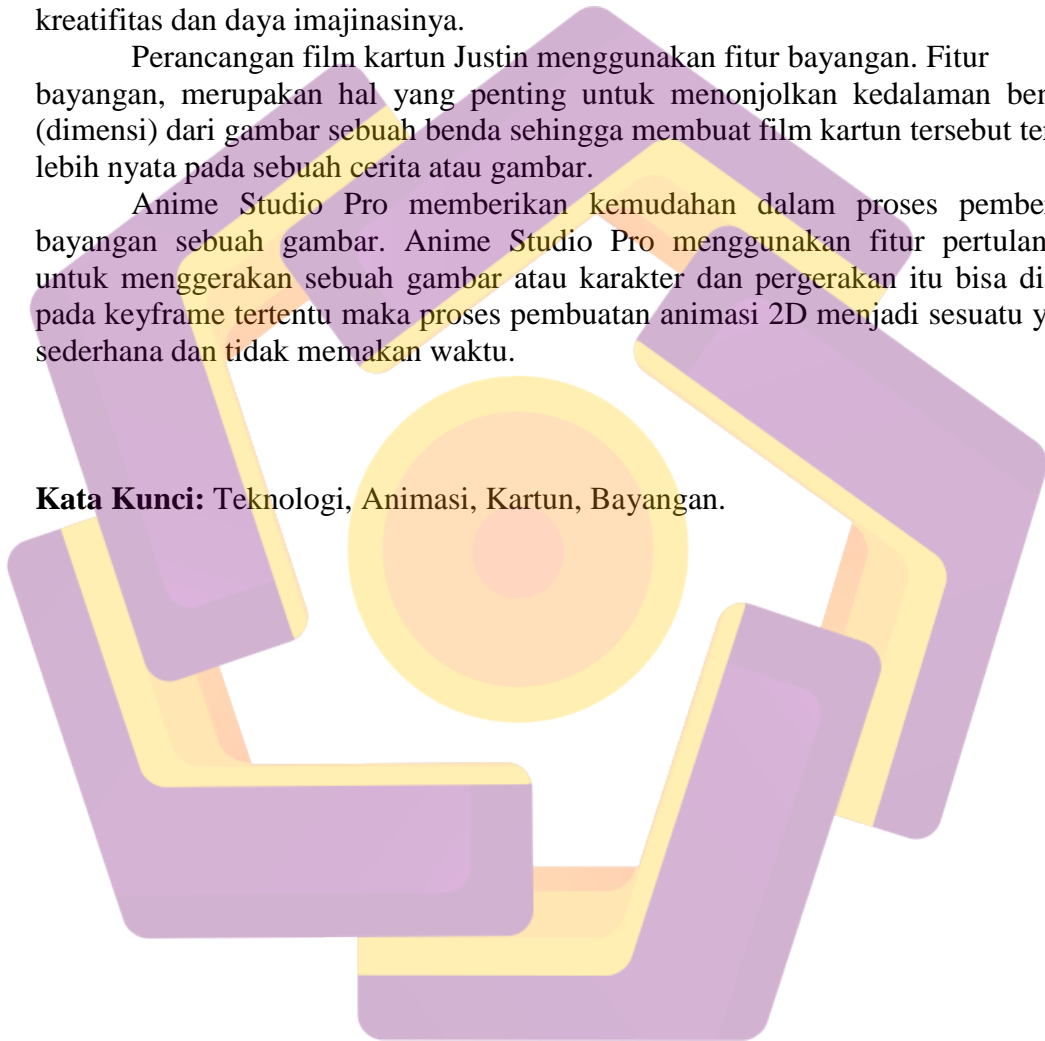 kreatifitas dan daya imajinasinya.
Perancangan film kartun Justin menggunakan fitur bayangan. Fitur
bayangan, merupakan hal yang penting untuk menonjolkan kedalaman
(dimensi) dari gambar sebuah benda sehingga membuat film kartun tersebut
lebih nyata pada sebuah cerita atau gambar.
Anime Studio Pro memberikan kemudahan dalam proses
bayangan sebuah gambar. Anime Studio Pro menggunakan fitur
untuk menggerakan sebuah gambar atau karakter dan pergerakan itu bisa
pada keyframe tertentu maka proses pembuatan animasi 2D menjadi sesuatu
sederhana dan tidak memakan waktu.
Kata Kunci: Teknologi, Animasi, Kartun, Bayangan.